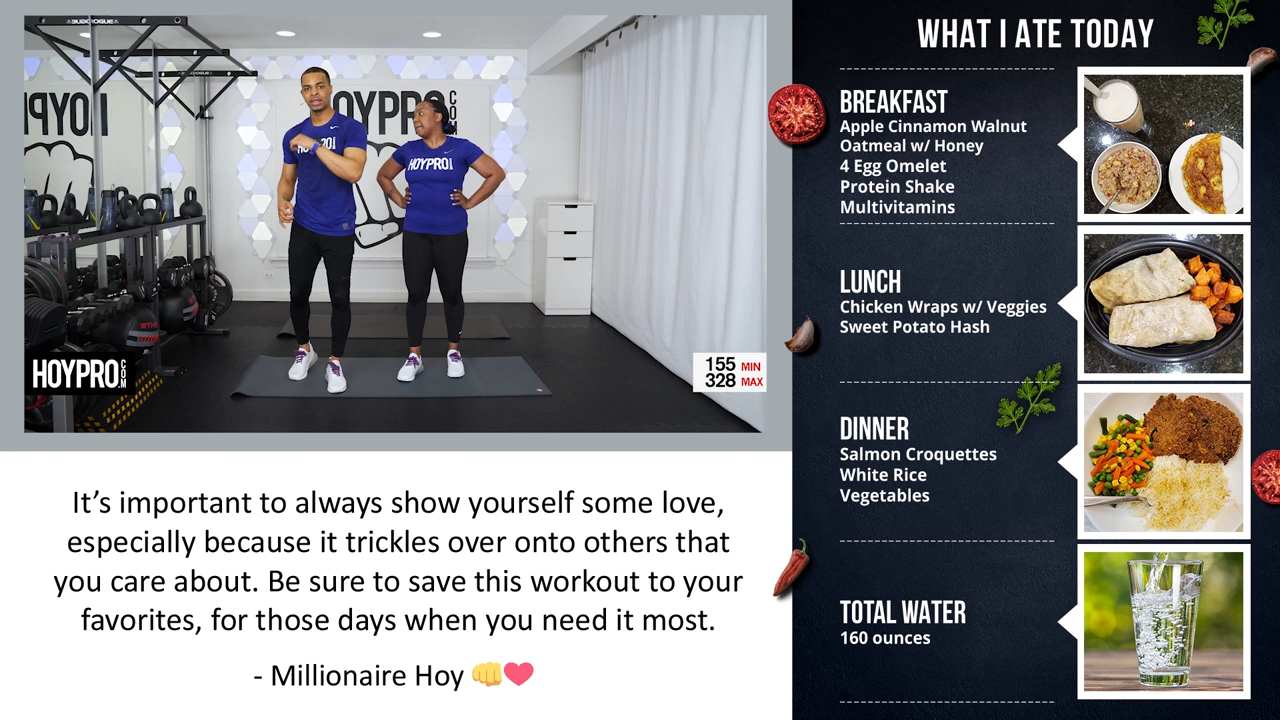 HOYPRO.COM
HOYPRO
HOYPRO
HOYPRO.COM
155 MIN
328 MAX
It’s important to always show yourself some love,
especially because it trickles over onto others that
you care about. Be sure to save this workout to your
favorites, for those days when you need it most.
- Millionaire Hoy 👊❤️
WHAT I ATE TODAY
BREAKFAST
Apple Cinnamon Walnut
Oatmeal w/ Honey
4 Egg Omelet
Protein Shake
Multivitamins
LUNCH
Chicken Wraps w/ Veggies
Sweet Potato Hash
DINNER
Salmon Croquettes
White Rice
Vegetables
TOTAL WATER
160 ounces